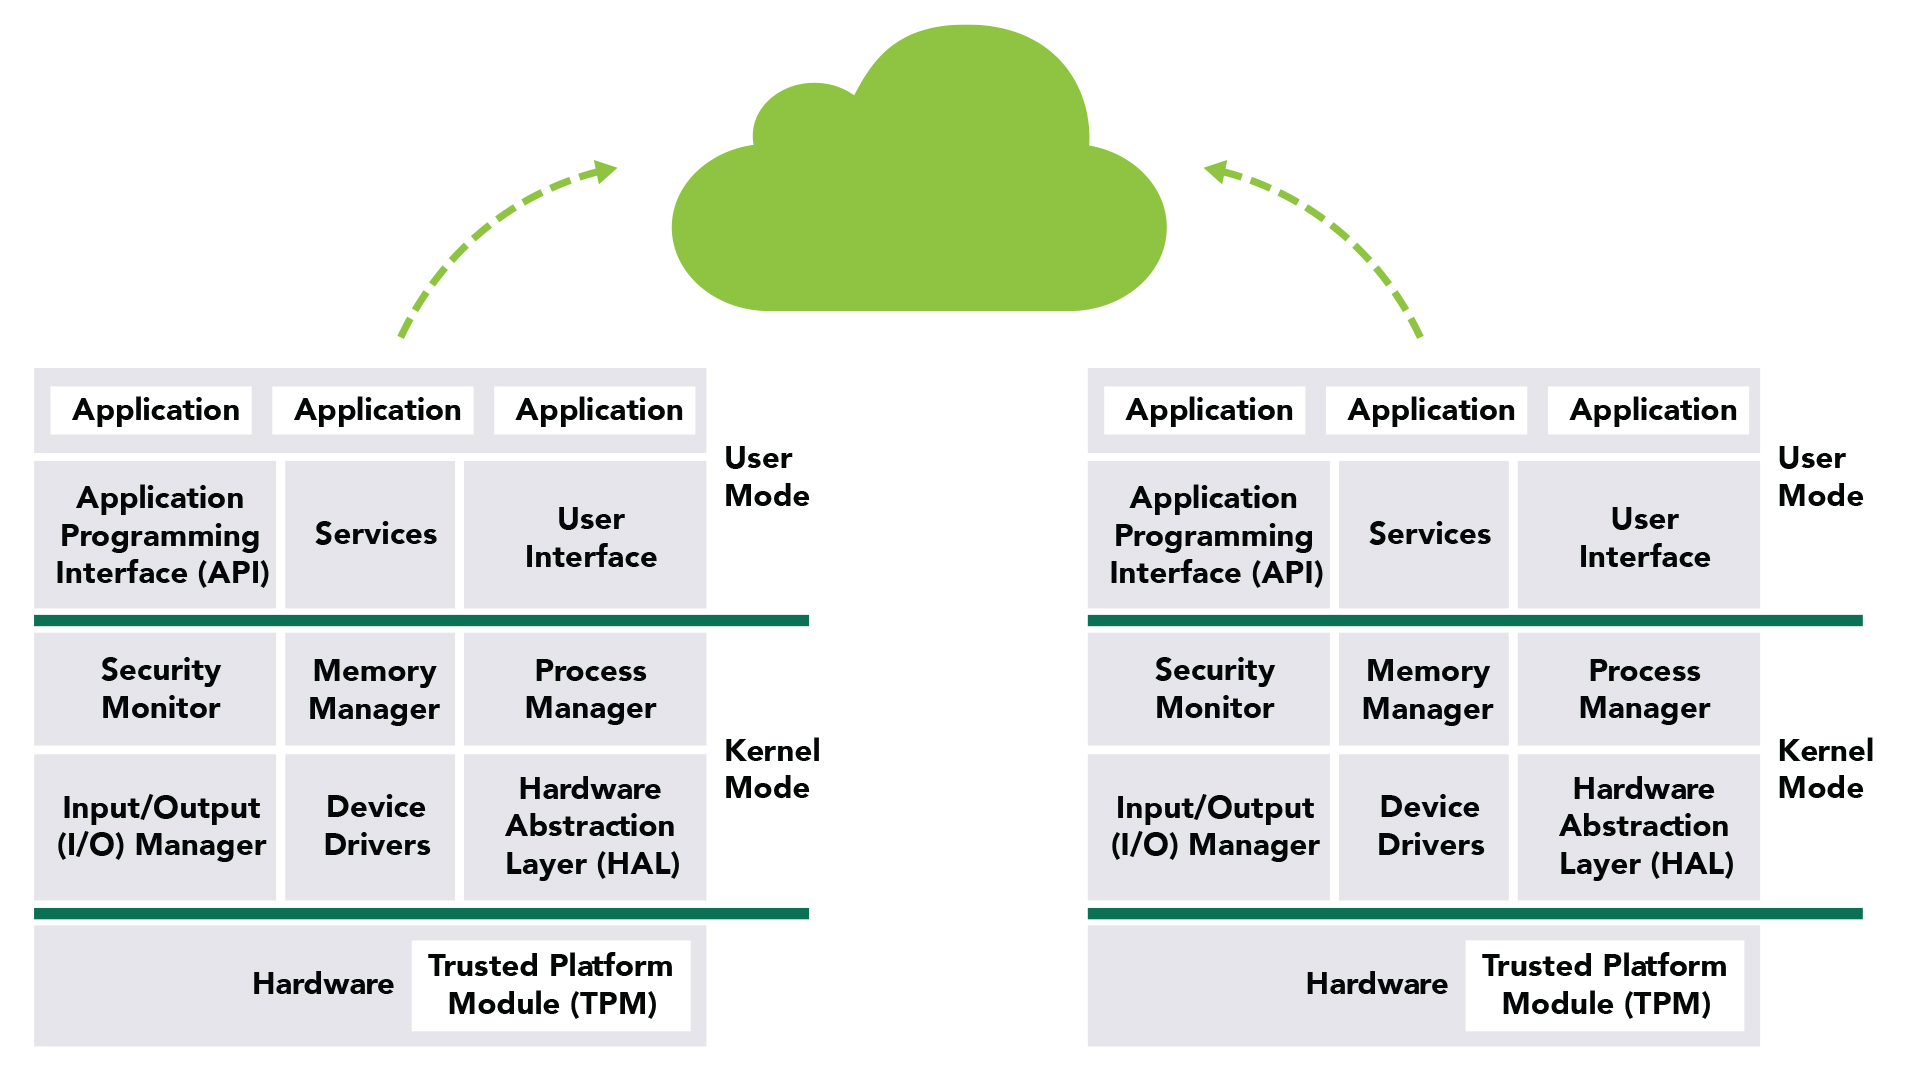 Application
Application
Application
Application
Programming
Interface (API)
Services
User
Interface
User
Mode
Security
Monitor
Memory
Manager
Process
Manager
Input/Output
(I/O) Manager
Device
Drivers
Hardware
Abstraction
Layer (HAL)
Kernel
Mode
Hardware
Trusted Platform
Module (TPM)
Application
Application
Application
Application
Programming
Interface (API)
Services
User
Interface
User
Mode
Security
Monitor
Memory
Manager
Process
Manager
Input/Output
(I/O) Manager
Device
Drivers
Hardware
Abstraction
Layer (HAL)
Kernel
Mode
Hardware
Trusted Platform
Module (TPM)